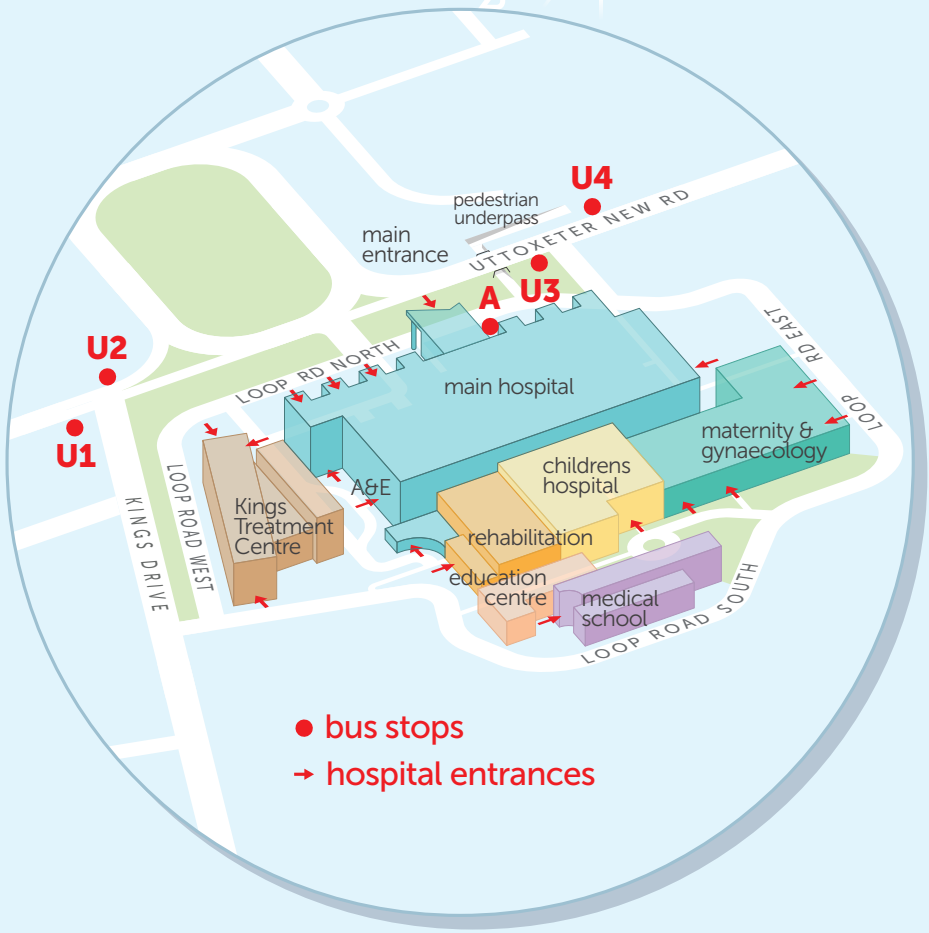 U4
pedestrian
underpass
UTTOXETER NEW RD
main
entrance
A
U3
LOOP RD EAST
U2
LOOP RD NORTH
main hospital
U1
maternity &
gynaecology
childrens
hospital
A&E
Kings
Treatment
Centre
rehabilitation
LOOP ROAD WEST
KINGS DRIVE
education
centre
medical
school
LOOP ROAD SOUTH
bus stops
hospital entrances